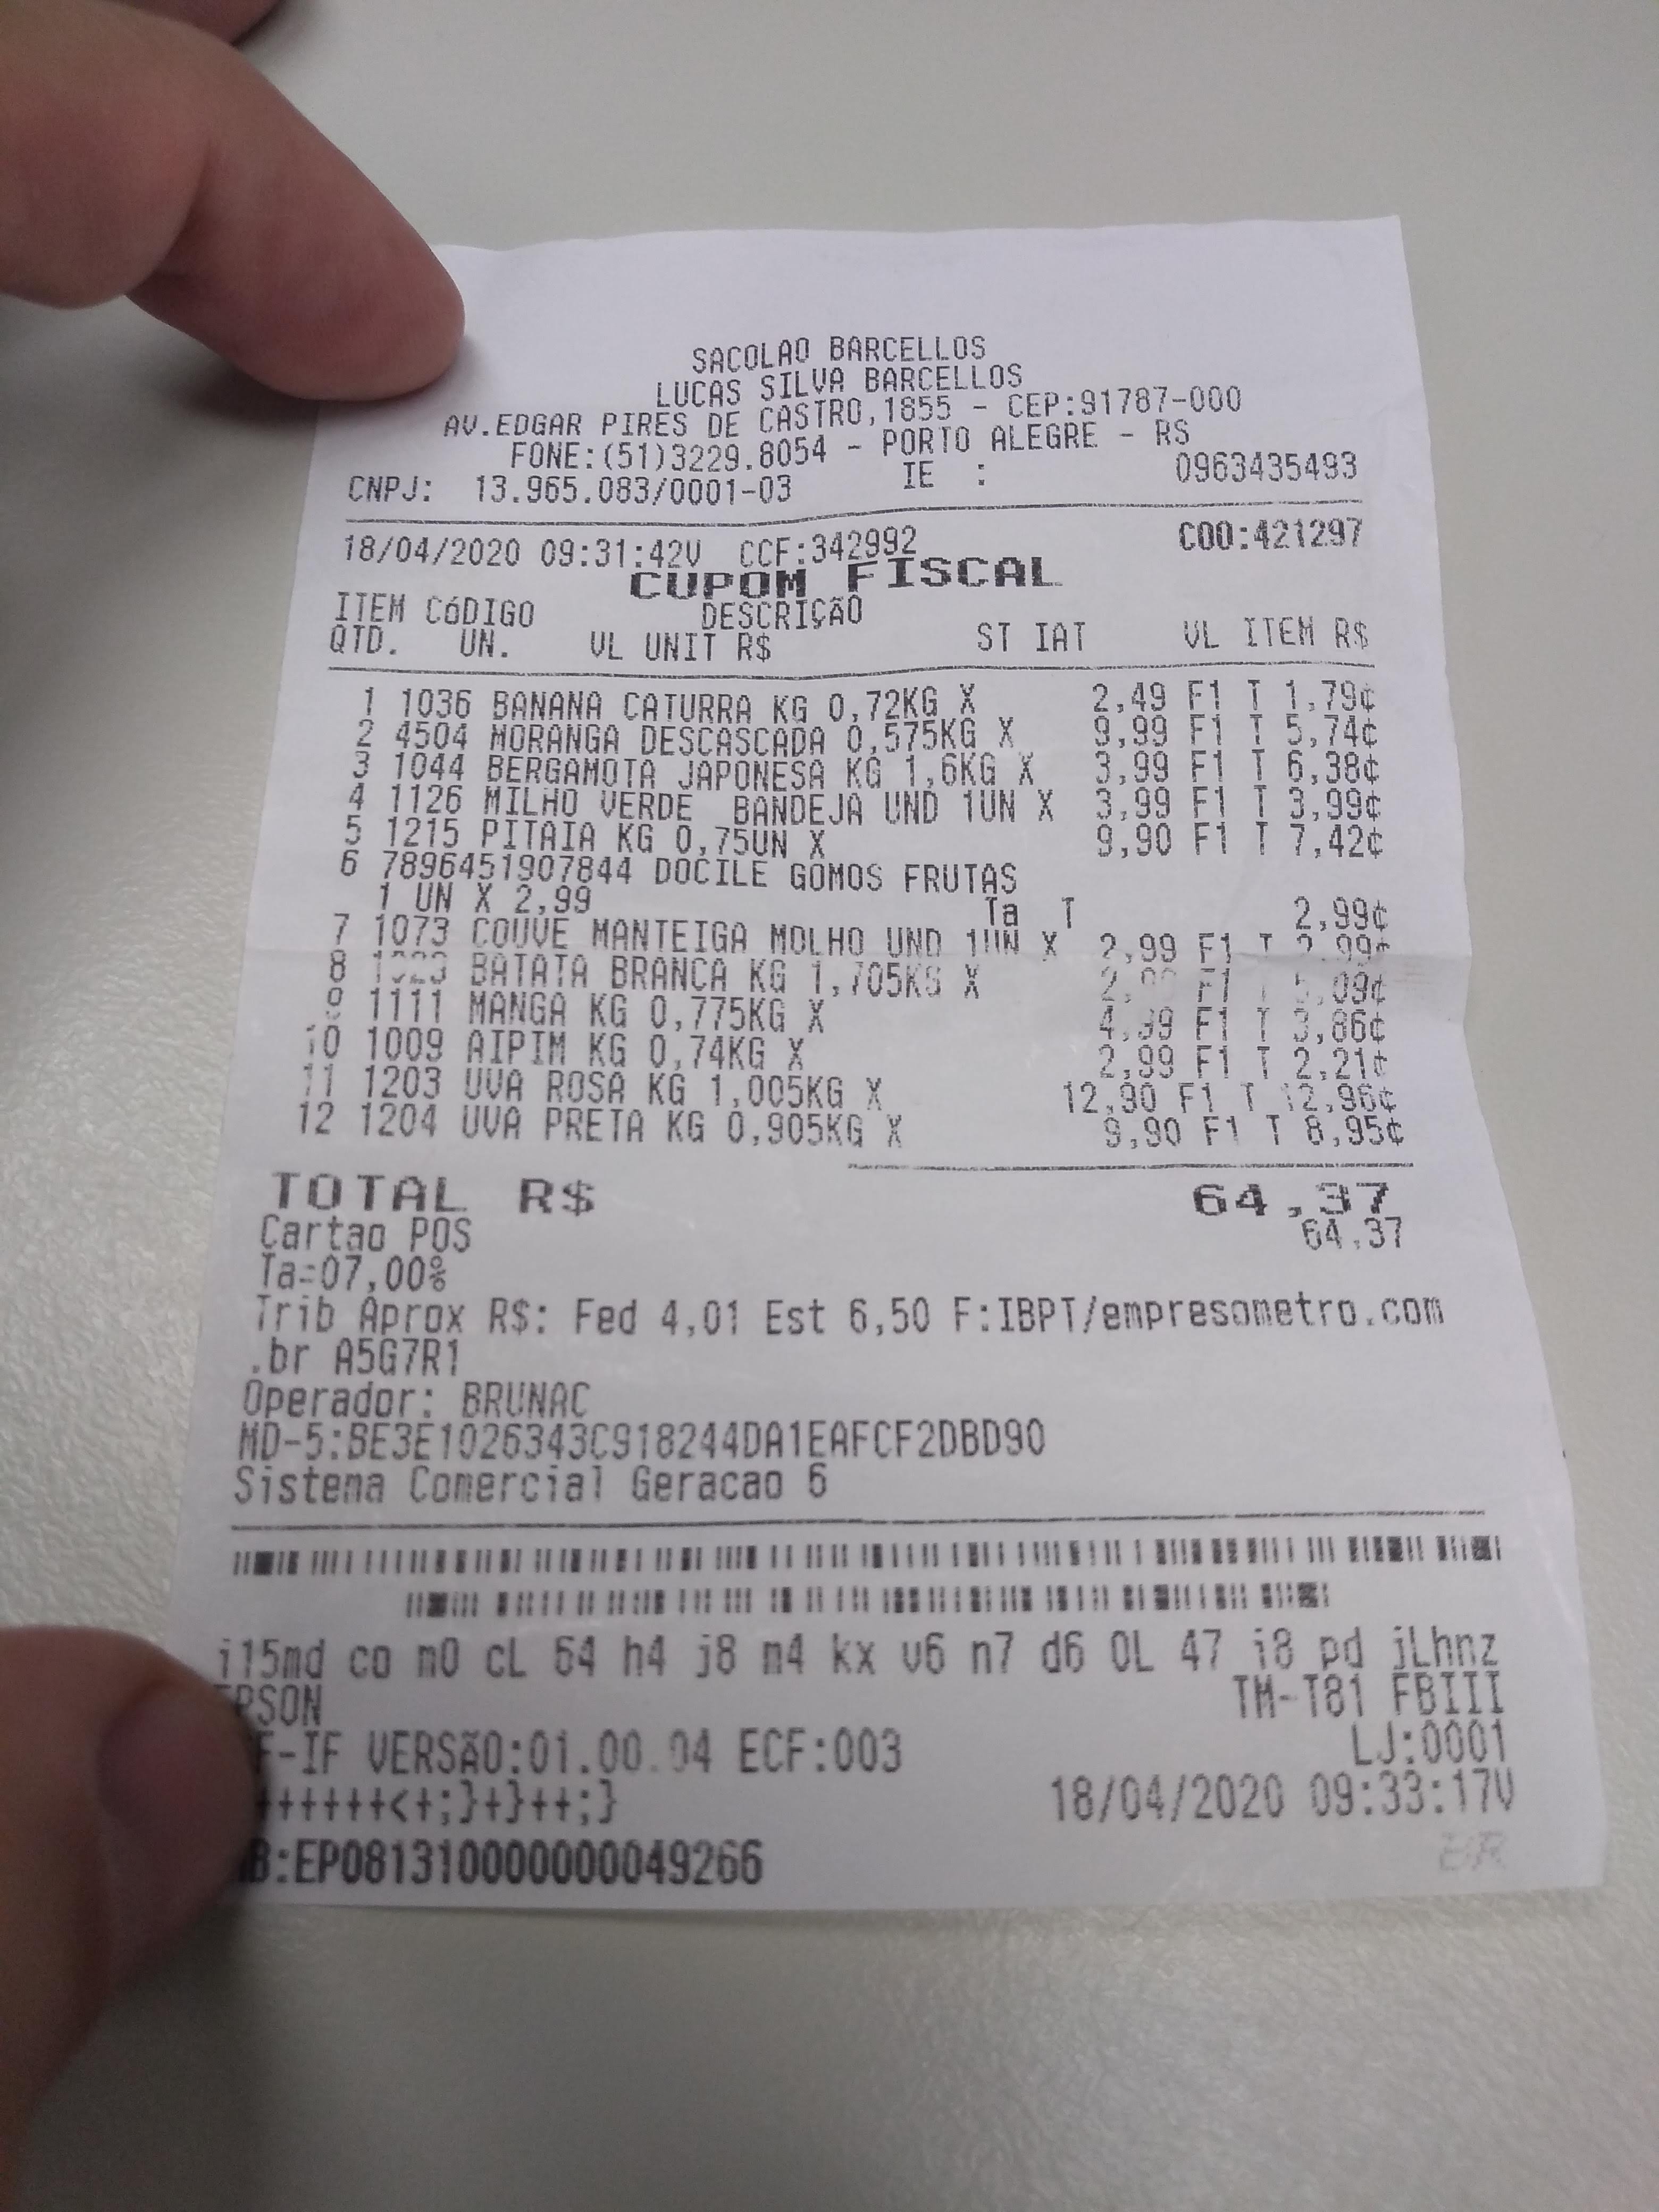 SACOLAO BARCELLOS
LUCAS SILVA BARCELLOS
AV.EDGAR PIRES DE CASTRO,1855 - CEP:91787-000
FONE:(51)3229.8054 - PORTO ALEGRE - RS
CNPJ: 13.965.083/0001-03 IE : 0963435493
18/04/2020 09:31:42V CCF:342992 COO:421297
CUPOM FISCAL
ITEM CóDIGO DESCRIÇÃO
QTD. UN. VL UNIT R$ ST IAT VL ITEM R$
1 1036 BANANA CATURRA KG 0,72KG X 2,49 F1 T 1,79¢
2 4504 MORANGA DESCASCADA 0,575KG X 9,99 F1 T 5,74¢
3 1044 BERGAMOTA JAPONESA KG 1,6KG X 3,99 F1 T 6,38¢
4 1126 MILHO VERDE BANDEJA UND 1UN X 3,99 F1 T 3,99¢
5 1215 PITAIA KG 0,75UN X 9,90 F1 T 7,42¢
6 7896451907844 DOCILE GOMOS FRUTAS
1 UN X 2,99 Ta T 2,99¢
7 1073 COUVE MANTEIGA MOLHO UND 1UN X 2,99 F1 T 2,99¢
8 BATATA BRANCA KG 1,705KG X F1 T 5,09¢
9 1111 MANGA KG 0,775KG X 4,99 F1 T 3,86¢
10 1009 AIPIM KG 0,74KG X 2,99 F1 T 2,21¢
11 1203 UVA ROSA KG 1,005KG X 12,90 F1 T 12,96¢
12 1204 UVA PRETA KG 0,905KG X 9,90 F1 T 8,95¢
TOTAL R$ 64,37
Cartao POS 64,37
Ta=07,00%
Trib Aprox R$: Fed 4,01 Est 6,50 F:IBPT/empresometro.com
.br A5G7R1
Operador: BRUNAC
MD-5:BE3E1026343C918244DA1EAFCF2DBD90
Sistema Comercial Geracao 6
i15md co m0 cL 64 h4 j8 m4 kx v6 n7 d6 0L 47 i8 pd jLhnz
EPSON TM-T81 FBIII
F-IF VERSÃO:01.00.04 ECF:003 LJ:0001
++++++<+;}+}++;} 18/04/2020 09:33:17V
B:EP081310000000049266 BR